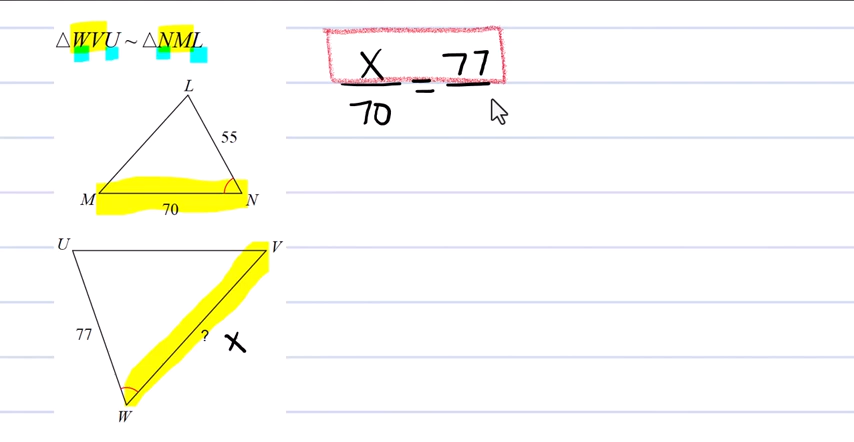 △WVU ~ △NML
L
55
M
N
70
U
V
77
?
x
W
x/70 = 77/